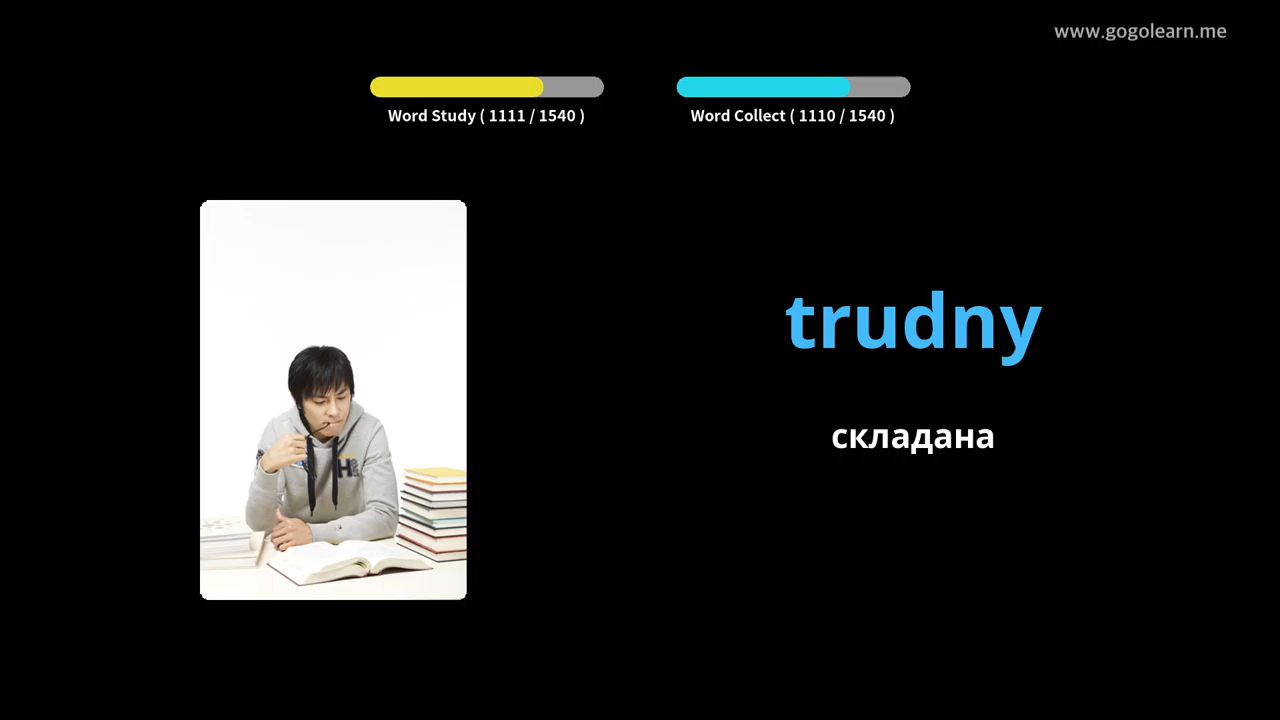 www.gogolearn.me
Word Study ( 1111 / 1540 )
Word Collect ( 1110 / 1540 )
trudny
складана
H